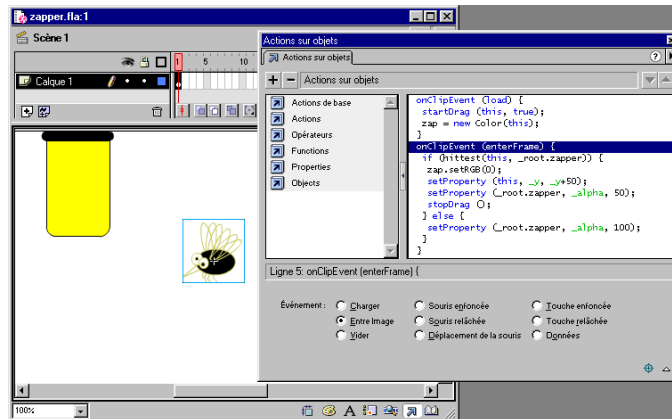 zapper.fla:1
Scène 1
1 5 10
Calque 1
100%
Actions sur objets
Actions sur objets
?
+ - Actions sur objets
Actions de base
Actions
Opérateurs
Functions
Properties
Objects
onClipEvent (load) {
startDrag (this, true);
zap = new Color(this);
}
onClipEvent (enterFrame) {
if (hittest(this, _root.zapper)) {
zap.setRGB(0);
setProperty (this, _y, _y+50);
setProperty (_root.zapper, _alpha, 50);
stopDrag ();
} else {
setProperty (_root.zapper, _alpha, 100);
}
}
Ligne 5: onClipEvent (enterFrame) {
Événement : Charger Souris enfoncée Touche enfoncée
Entre Image Souris relâchée Touche relâchée
Vider Déplacement de la souris Données